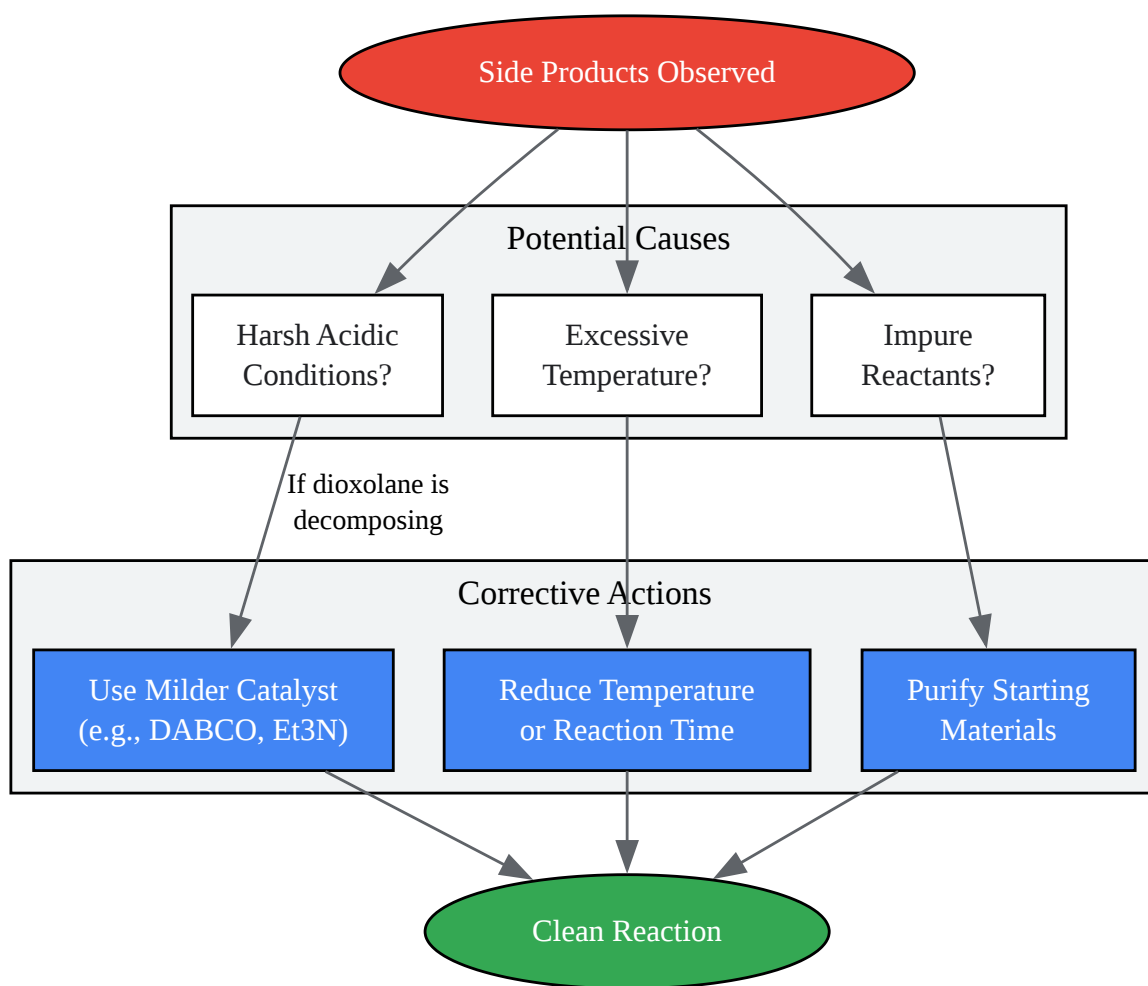 Side Products Observed
Potential Causes
Harsh Acidic
Conditions?
Excessive
Temperature?
Impure
Reactants?
If dioxolane is
decomposing
Corrective Actions
Use Milder Catalyst
(e.g., DABCO, Et3N)
Reduce Temperature
or Reaction Time
Purify Starting
Materials
Clean Reaction